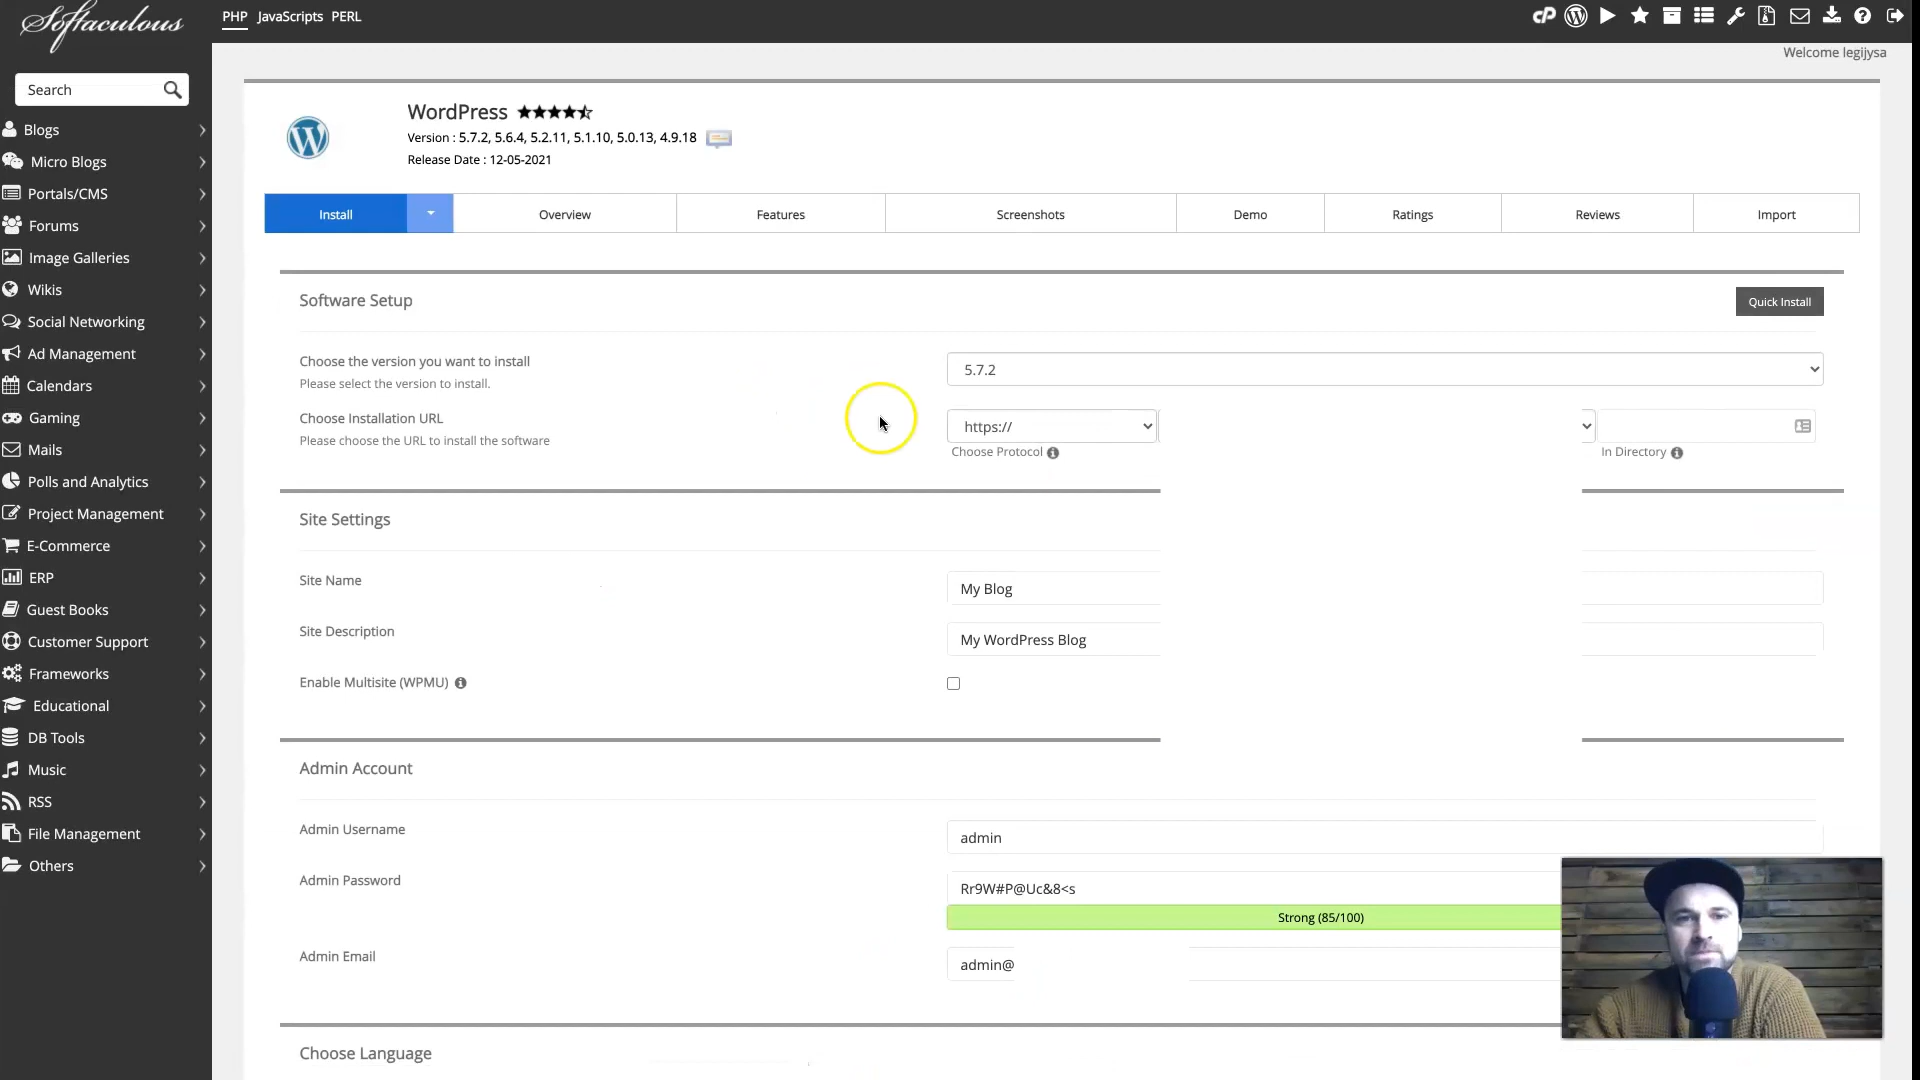 Softaculous
PHP JavaScripts PERL
Welcome legijysa
Search
Blogs
Micro Blogs
Portals/CMS
Forums
Image Galleries
Wikis
Social Networking
Ad Management
Calendars
Gaming
Mails
Polls and Analytics
Project Management
E-Commerce
ERP
Guest Books
Customer Support
Frameworks
Educational
DB Tools
Music
RSS
File Management
Others
WordPress
Version : 5.7.2, 5.6.4, 5.2.11, 5.1.10, 5.0.13, 4.9.18
Release Date : 12-05-2021
Install Overview Features Screenshots Demo Ratings Reviews Import
Software Setup
Quick Install
Choose the version you want to install
Please select the version to install.
5.7.2
Choose Installation URL
Please choose the URL to install the software
https://
Choose Protocol
In Directory
Site Settings
Site Name
My Blog
Site Description
My WordPress Blog
Enable Multisite (WPMU)
Admin Account
Admin Username
admin
Admin Password
Rr9W#P@Uc&8<s
Strong (85/100)
Admin Email
admin@
Choose Language